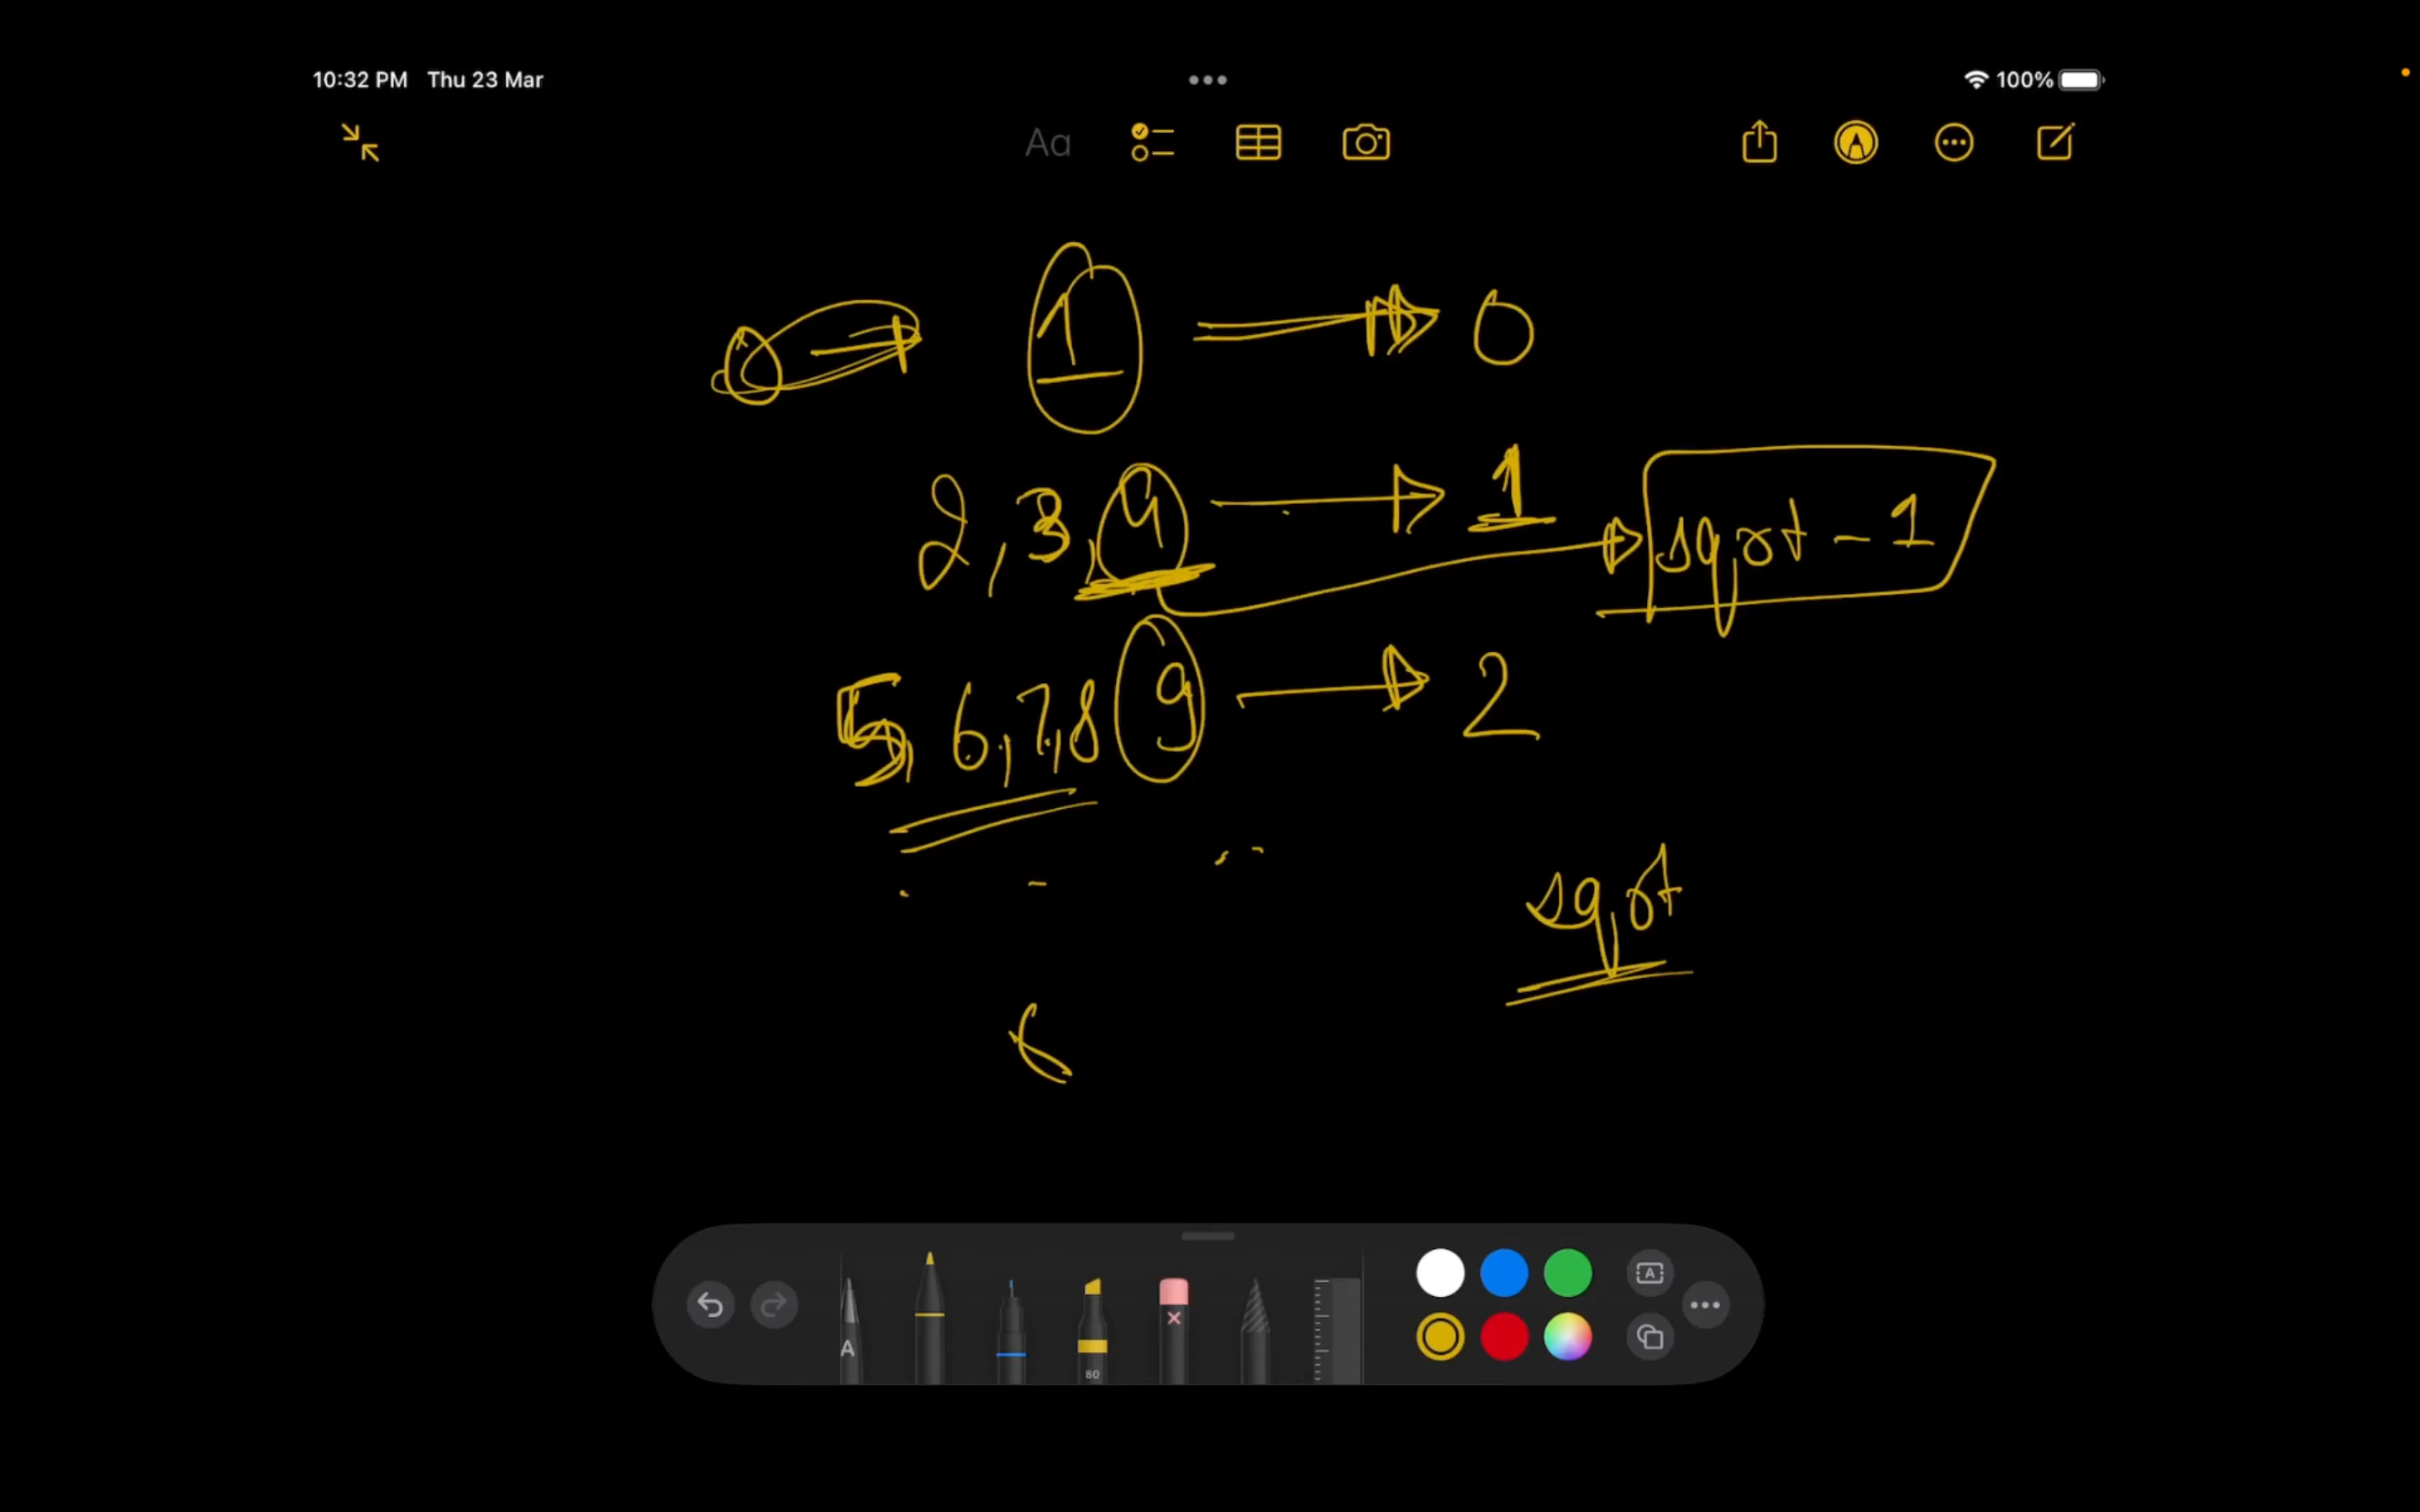 10:32 PM Thu 23 Mar 100%
Aa
1 0
2, 3, 4 1
sqrt - 1
5, 6, 7, 8 9 2
sqrt
A 80 A